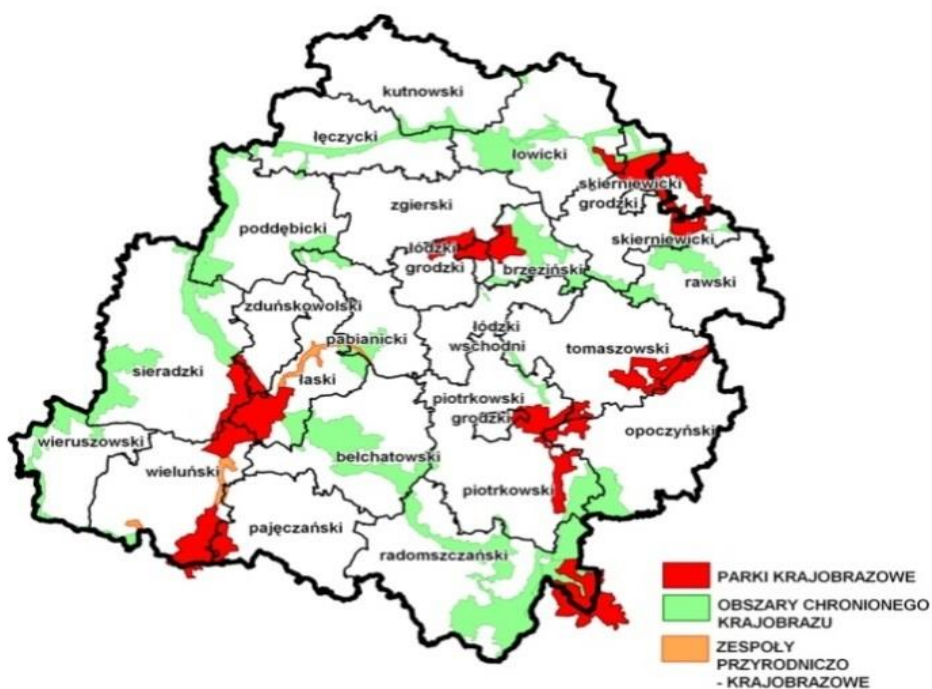 kutnowski
łęczycki
łowicki
skierniewicki
grodzki
zgierski
poddębicki
skierniewicki
łódzki
grodzki
brzeziński
rawski
zduńskowolski
łódzki
wschodni
pabianicki
tomaszowski
sieradzki
łaski
piotrkowski
grodzki
opoczyński
wieruszowski
bełchatowski
wieluński
piotrkowski
pajęczański
radomszczański
PARKI KRAJOBRAZOWE
OBSZARY CHRONIONEGO
KRAJOBRAZU
ZESPOŁY
PRZYRODNICZO
- KRAJOBRAZOWE